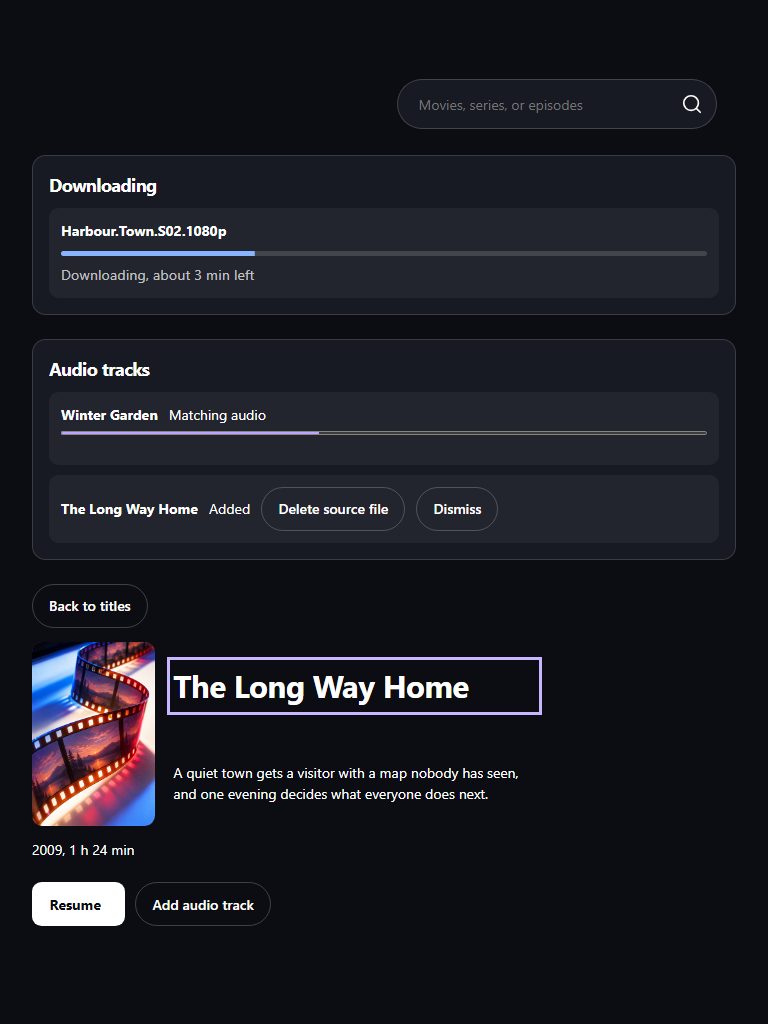 Movies, series, or episodes
Downloading
Harbour.Town.S02.1080p
Downloading, about 3 min left
Audio tracks
Winter Garden Matching audio
The Long Way Home Added Delete source file Dismiss
Back to titles
The Long Way Home
A quiet town gets a visitor with a map nobody has seen,
and one evening decides what everyone does next.
2009, 1 h 24 min
Resume Add audio track